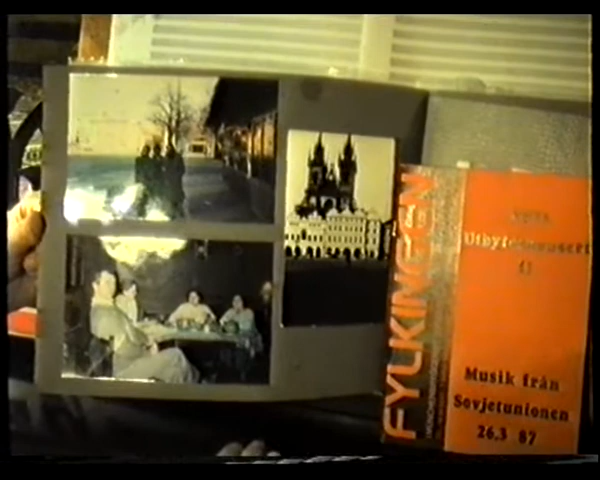 FYLKINGEN
Utbyteskonsert
Musik från
Sovjetunionen
26.3 87